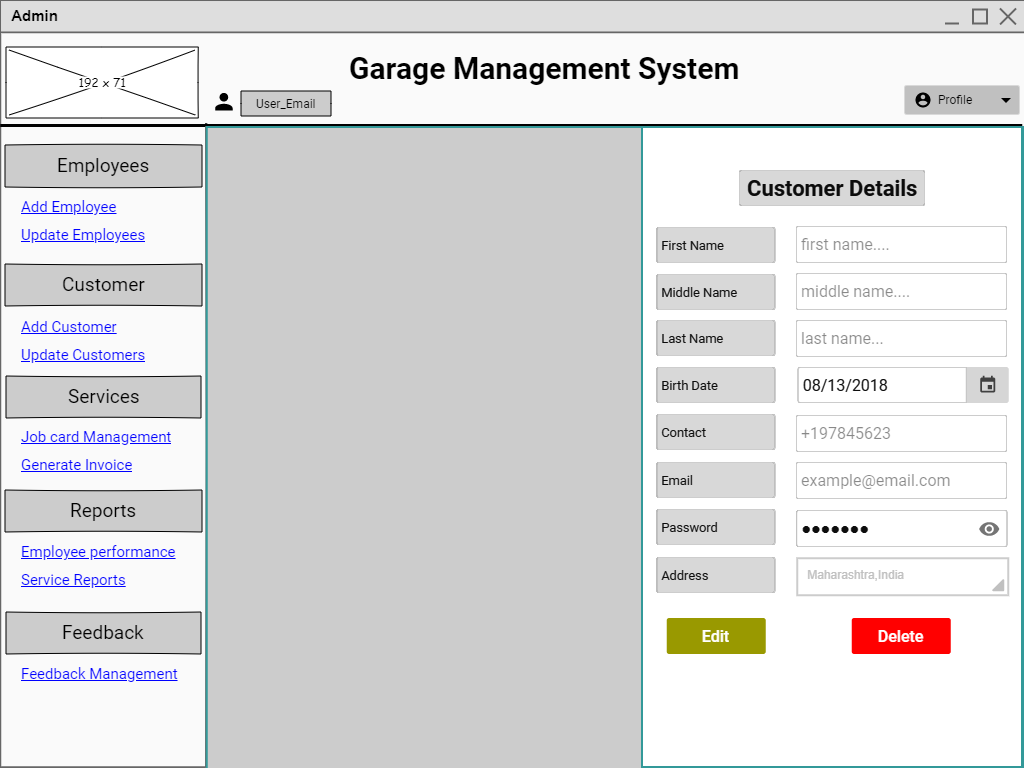 Admin
192 x 71
Garage Management System
User_Email
Profile
Employees
Add Employee
Update Employees
Customer
Add Customer
Update Customers
Services
Job card Management
Generate Invoice
Reports
Employee performance
Service Reports
Feedback
Feedback Management
Customer Details
First Name first name....
Middle Name middle name....
Last Name last name...
Birth Date 08/13/2018
Contact +197845623
Email example@email.com
Password •••••••
Address Maharashtra,India
Edit Delete